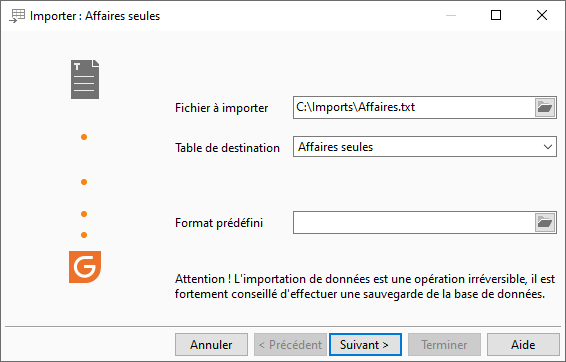 Importer : Affaires seules
T
Fichier à importer
C:\Imports\Affaires.txt
Table de destination
Affaires seules
Format prédéfini
G
Attention ! L'importation de données est une opération irréversible, il est
fortement conseillé d'effectuer une sauvegarde de la base de données.
Annuler
< Précédent
Suivant >
Terminer
Aide